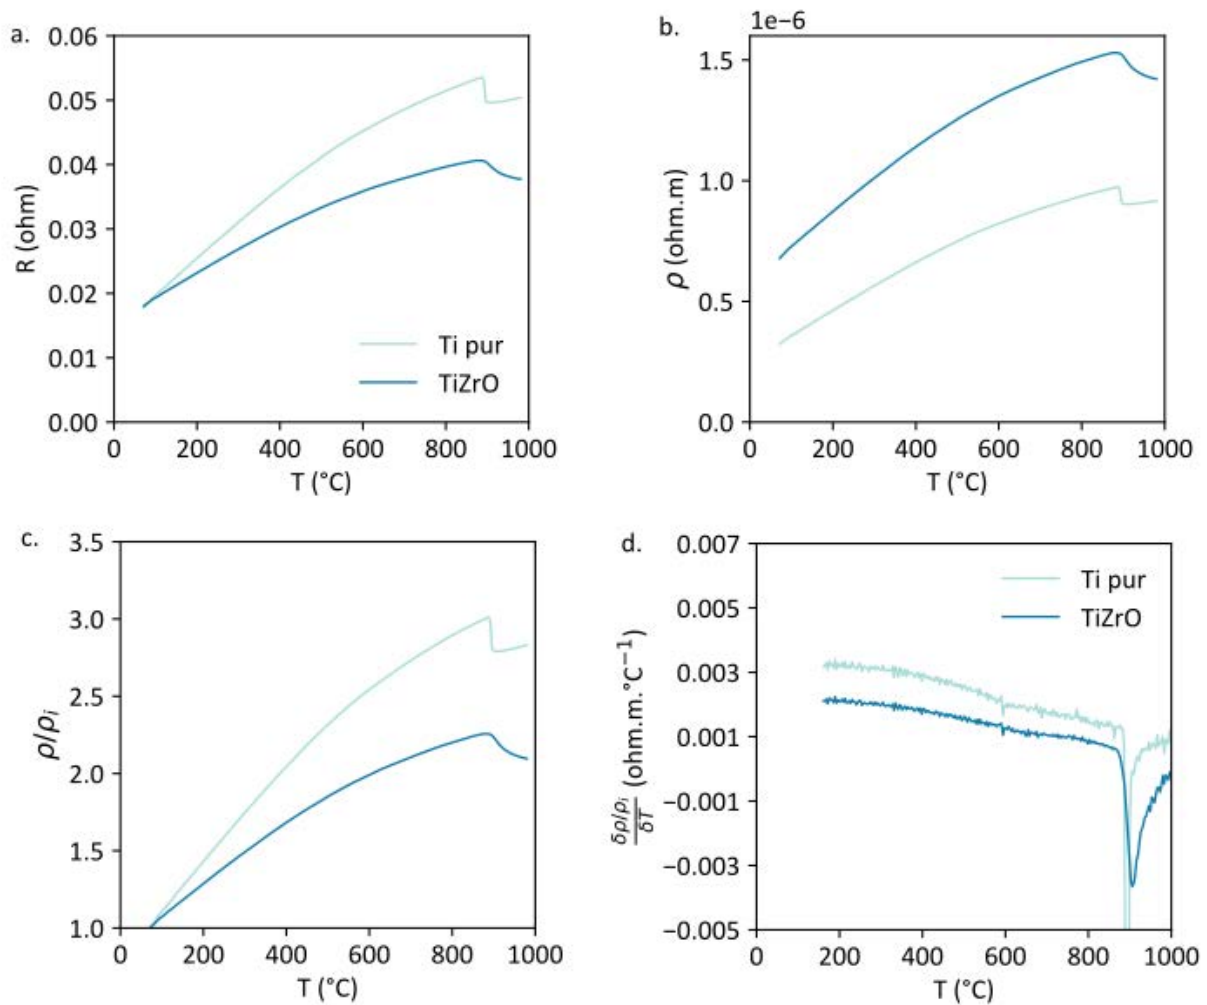 a.
0.06
0.05
0.04
0.03
0.02
0.01
0.00
R (ohm)
Ti pur
TiZrO
0 200 400 600 800 1000
T (°C)
b.
1e−6
1.5
1.0
0.5
0.0
ρ (ohm.m)
0 200 400 600 800 1000
T (°C)
c.
3.5
3.0
2.5
2.0
1.5
1.0
ρ/ρi
0 200 400 600 800 1000
T (°C)
d.
0.007
0.005
0.003
0.001
−0.001
−0.003
−0.005
δρ/ρi
δT
(ohm.m.°C⁻¹)
Ti pur
TiZrO
0 200 400 600 800 1000
T (°C)